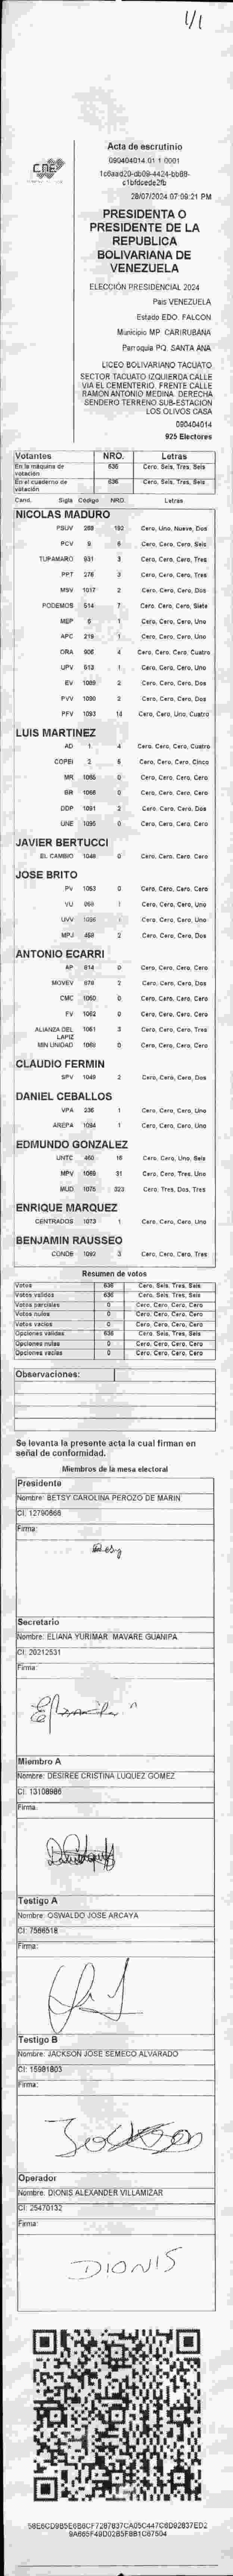 1/1
CNE
Acta de escrutinio
090404014.01.1.0001
28/07/2024 07:09:21 PM
PRESIDENTA O
PRESIDENTE DE LA
REPUBLICA
BOLIVARIANA DE
VENEZUELA
ELECCIÓN PRESIDENCIAL 2024
Pais VENEZUELA
Estado EDO. FALCON
Municipio MP. CARIRUBANA
Parroquia PQ. SANTA ANA
LICEO BOLIVARIANO TACUATO
SECTOR TACUATO IZQUIERDA CALLE
VIA EL CEMENTERIO. FRENTE CALLE
RAMON ANTONIO MEDINA. DERECHA
SENDERO TERRENO SUB-ESTACION
LOS OLIVOS CASA
090404014
925 Electores
Votantes NRO. Letras
En la máquina de votación 636 Cero, Seis, Tres, Seis
En el cuaderno de votación 636 Cero, Seis, Tres, Seis
Cand. Sigla Código NRO. Letras
NICOLAS MADURO
PSUV 268 192 Cero, Uno, Nueve, Dos
PCV 9 6 Cero, Cero, Cero, Seis
TUPAMARO 931 3 Cero, Cero, Cero, Tres
PPT 276 3 Cero, Cero, Cero, Tres
MSV 1017 2 Cero, Cero, Cero, Dos
PODEMOS 514 7 Cero, Cero, Cero, Siete
MEP 6 1 Cero, Cero, Cero, Uno
APC 219 1 Cero, Cero, Cero, Uno
ORA 906 4 Cero, Cero, Cero, Cuatro
UPV 613 1 Cero, Cero, Cero, Uno
EV 1089 2 Cero, Cero, Cero, Dos
PVV 1090 2 Cero, Cero, Cero, Dos
PFV 1093 14 Cero, Cero, Uno, Cuatro
LUIS MARTINEZ
AD 1 4 Cero, Cero, Cero, Cuatro
COPEI 2 5 Cero, Cero, Cero, Cinco
MR 1065 0 Cero, Cero, Cero, Cero
BR 1066 0 Cero, Cero, Cero, Cero
DDP 1091 2 Cero, Cero, Cero, Dos
UNE 1095 0 Cero, Cero, Cero, Cero
JAVIER BERTUCCI
EL CAMBIO 1048 0 Cero, Cero, Cero, Cero
JOSE BRITO
PV 1053 0 Cero, Cero, Cero, Cero
VU 1 Cero, Cero, Cero, Uno
UVV 1 Cero, Cero, Cero, Uno
MPJ 458 2 Cero, Cero, Cero, Dos
ANTONIO ECARRI
AP 814 0 Cero, Cero, Cero, Cero
MOVEV 978 2 Cero, Cero, Cero, Dos
CMC 1050 0 Cero, Cero, Cero, Cero
FV 1062 0 Cero, Cero, Cero, Cero
ALIANZA DEL LAPIZ 1061 3 Cero, Cero, Cero, Tres
MIN UNIDAD 1068 0 Cero, Cero, Cero, Cero
CLAUDIO FERMIN
SPV 1049 2 Cero, Cero, Cero, Dos
DANIEL CEBALLOS
VPA 236 1 Cero, Cero, Cero, Uno
AREPA 1094 1 Cero, Cero, Cero, Uno
EDMUNDO GONZALEZ
UNTC 460 16 Cero, Cero, Uno, Seis
MPV 1069 31 Cero, Cero, Tres, Uno
MUD 1075 323 Cero, Tres, Dos, Tres
ENRIQUE MARQUEZ
CENTRADOS 1073 1 Cero, Cero, Cero, Uno
BENJAMIN RAUSSEO
CONDE 1092 3 Cero, Cero, Cero, Tres
Resumen de votos
Votos 636 Cero, Seis, Tres, Seis
Votos validos 636 Cero, Seis, Tres, Seis
Votos parciales 0 Cero, Cero, Cero, Cero
Votos nulos 0 Cero, Cero, Cero, Cero
Votos vacios 0 Cero, Cero, Cero, Cero
Opciones validas 636 Cero, Seis, Tres, Seis
Opciones nulas 0 Cero, Cero, Cero, Cero
Opciones vacias 0 Cero, Cero, Cero, Cero
Observaciones:
Se levanta la presente acta la cual firman en
señal de conformidad.
Miembros de la mesa electoral
Presidente
Nombre: BETSY CAROLINA PEROZO DE MARIN
CI: 12790566
Firma:
Betsy
Secretario
Nombre: ELIANA YURIMAR MAVARE GUANIPA
CI: 20212531
Firma:
Miembro A
Nombre: DESIREE CRISTINA LUQUEZ GOMEZ
CI: 13108986
Firma:
Testigo A
Nombre: OSWALDO JOSE ARCAYA
CI: 7566518
Firma:
Testigo B
Nombre: JACKSON JOSE SEMECO ALVARADO
CI: 15981803
Firma:
Jackson
Operador
Nombre: DIONIS ALEXANDER VILLAMIZAR
CI: 25470132
Firma:
DIONIS